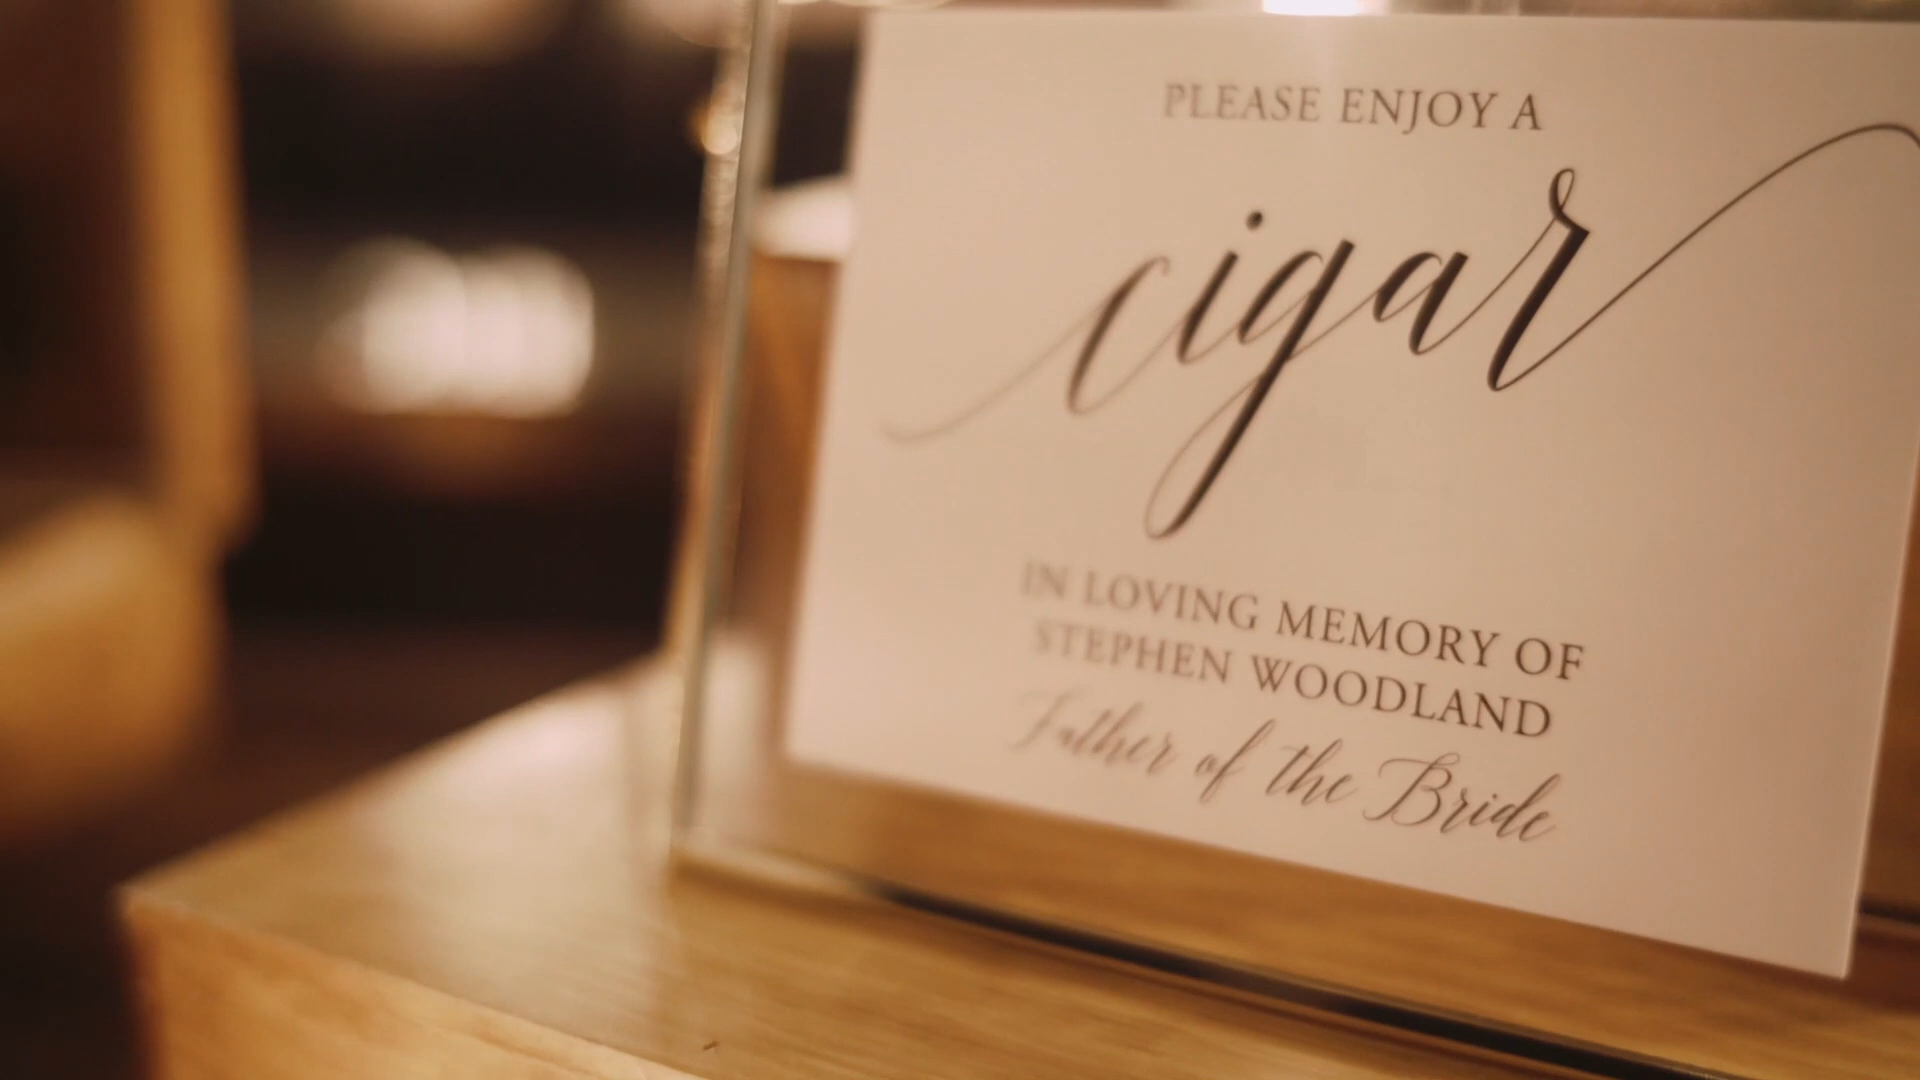 PLEASE ENJOY A
cigar
IN LOVING MEMORY OF
STEPHEN WOODLAND
Father of the Bride